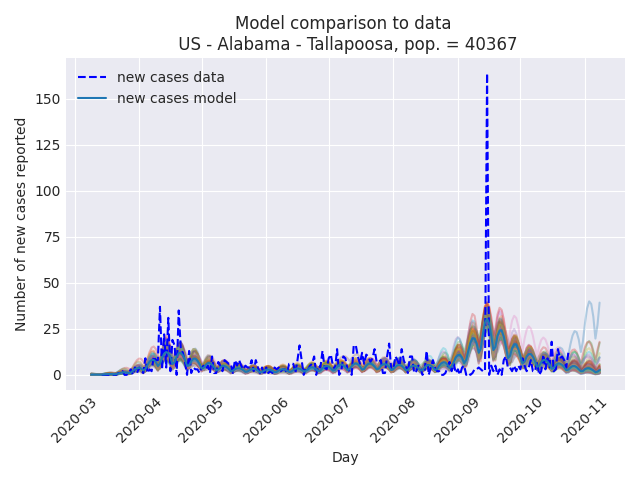 Model comparison to data
US - Alabama - Tallapoosa, pop. = 40367
new cases data
new cases model
Number of new cases reported
150
125
100
75
50
25
0
2020-03
2020-04
2020-05
2020-06
2020-07
2020-08
2020-09
2020-10
2020-11
Day